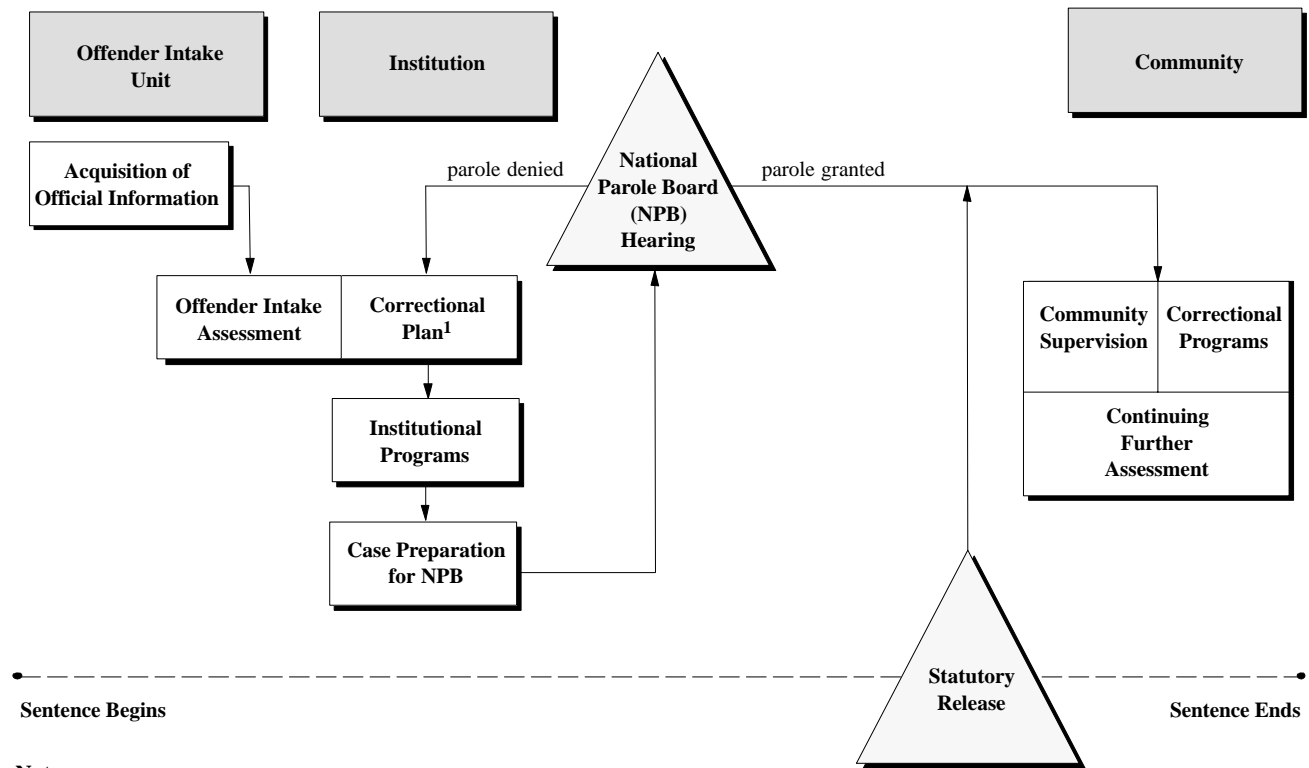 Offender Intake
Unit
Institution
Community
Acquisition of
Official Information
parole denied
National
Parole Board
(NPB)
Hearing
parole granted
Offender Intake
Assessment
Correctional
Plan1
Community
Supervision
Correctional
Programs
Continuing
Further
Assessment
Institutional
Programs
Case Preparation
for NPB
Statutory
Release
Sentence Begins
Sentence Ends